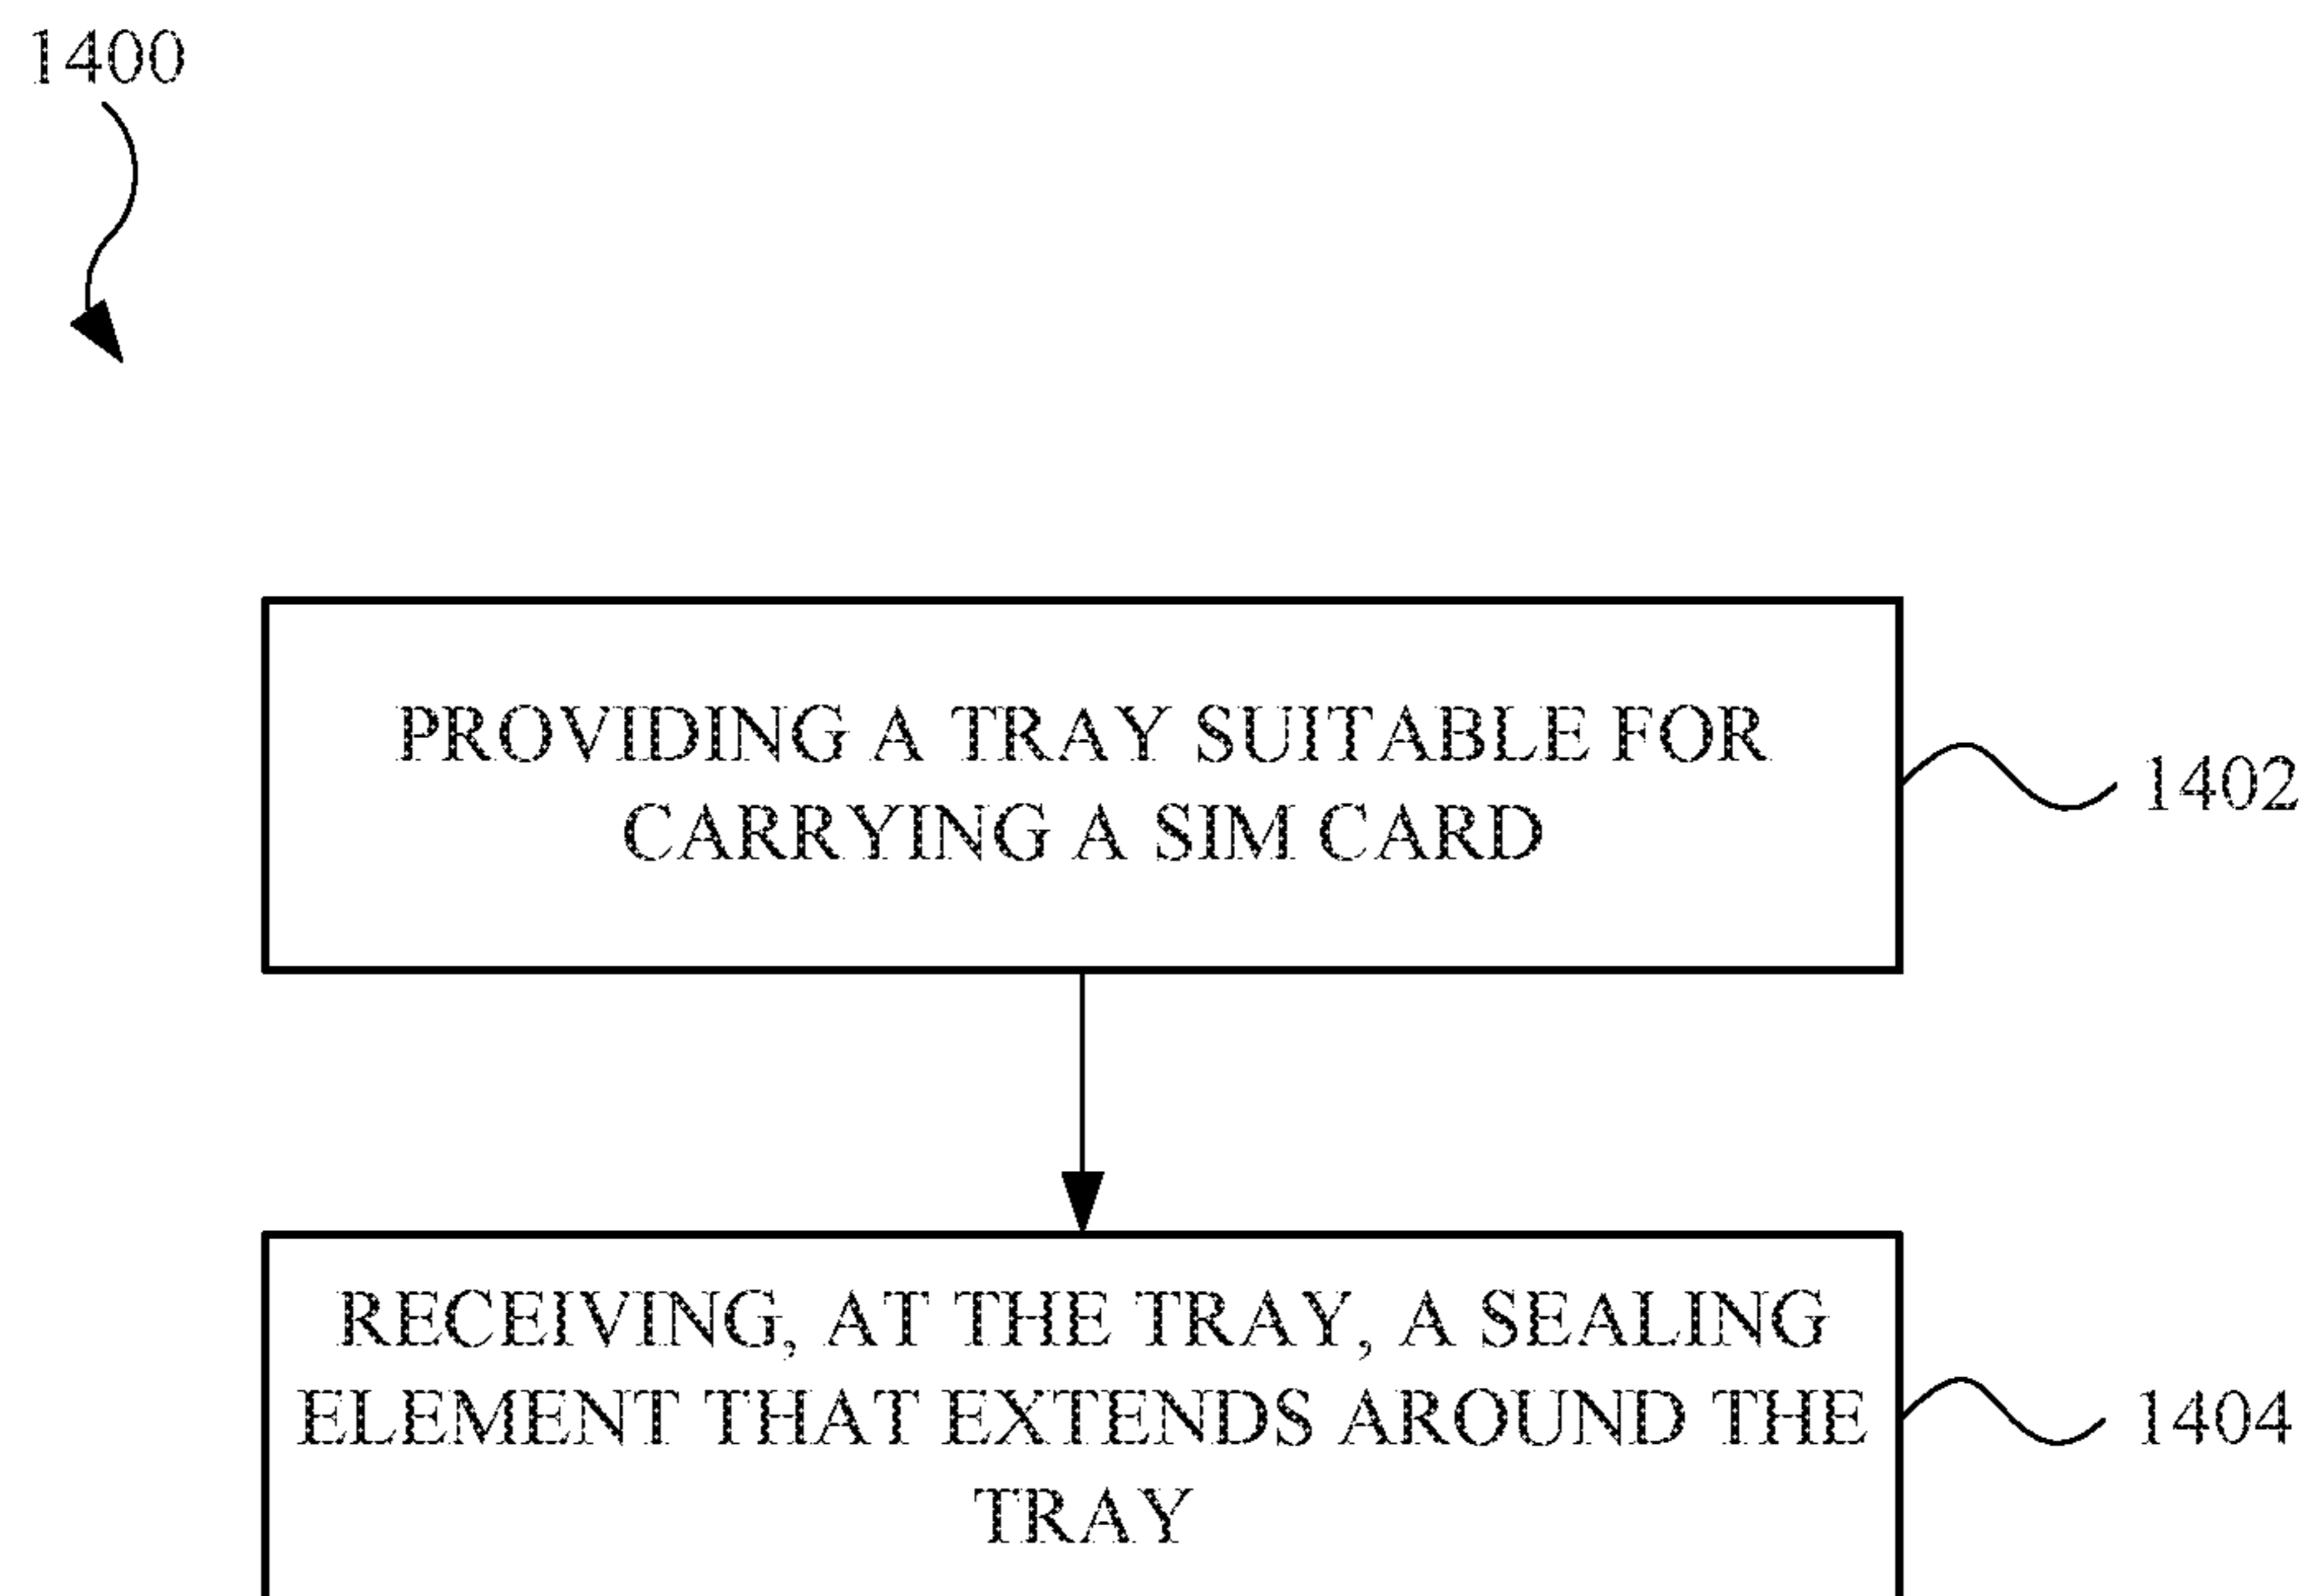 1400
PROVIDING A TRAY SUITABLE FOR
CARRYING A SIM CARD
1402
RECEIVING, AT THE TRAY, A SEALING
ELEMENT THAT EXTENDS AROUND THE
TRAY
1404